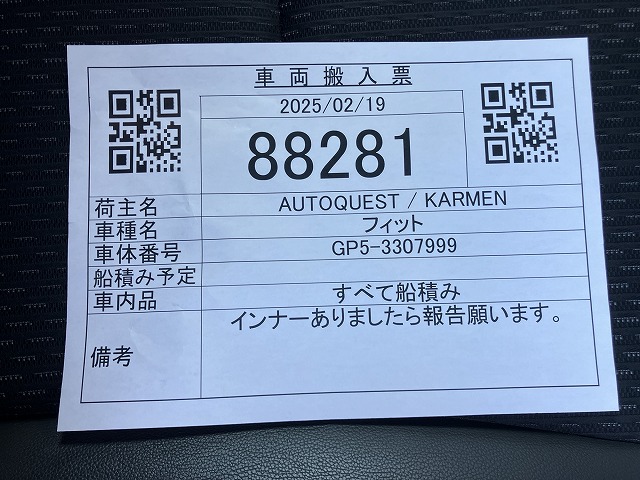 車両搬入票
2025/02/19
88281
荷主名 AUTOQUEST / KARMEN
車種名 フィット
車体番号 GP5-3307999
船積み予定
車内品 すべて船積み
備考 インナーありましたら報告願います。